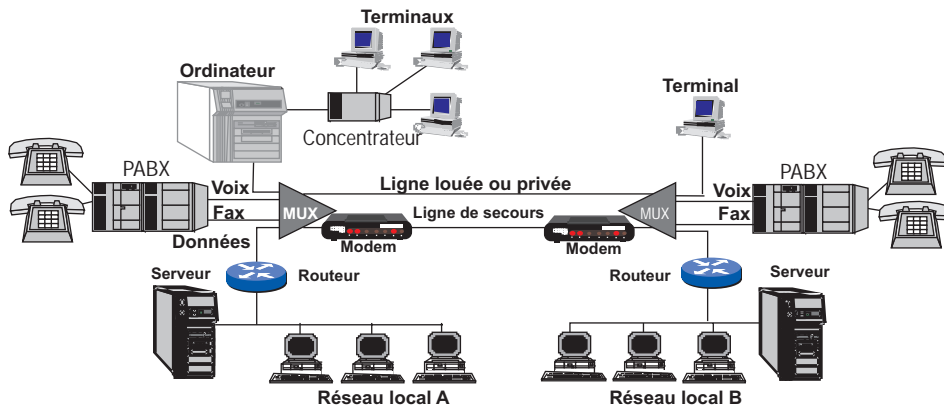 Terminaux
Ordinateur
Terminal
Concentrateur
PABX
Voix
Ligne louée ou privée
Voix
PABX
MUX
Fax
Ligne de secours
MUX
Fax
Données
Modem
Modem
Serveur
Routeur
Routeur
Serveur
Réseau local A
Réseau local B